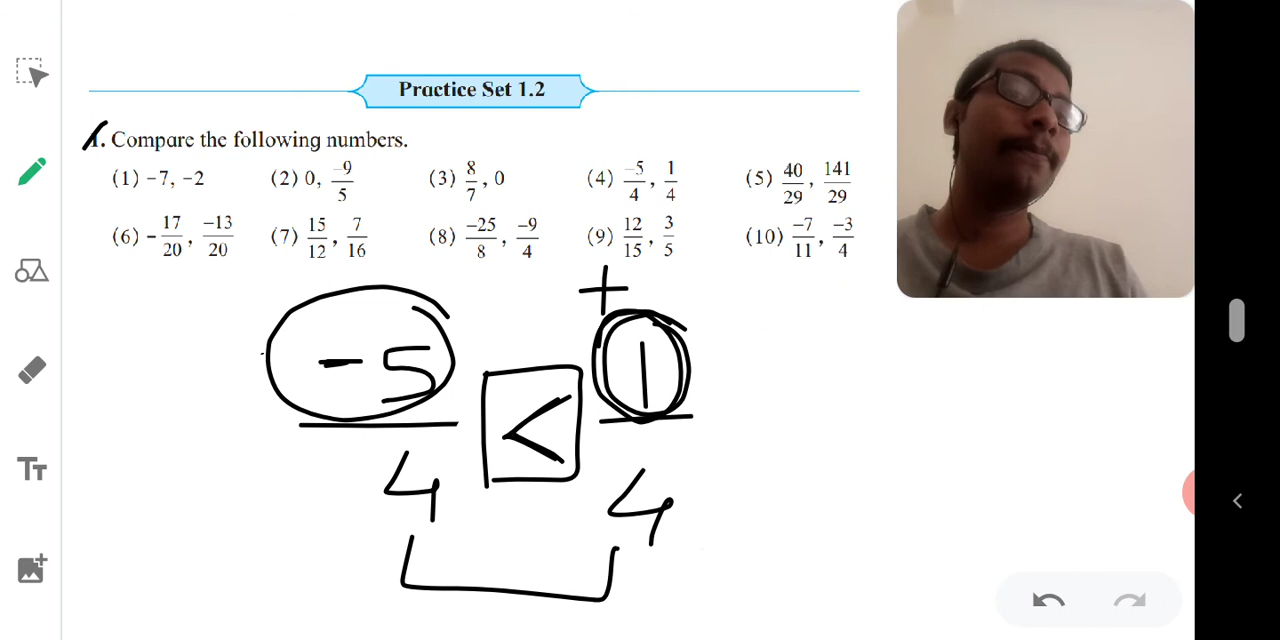 Practice Set 1.2
1. Compare the following numbers.
(1) -7, -2 (2) 0, -9/5 (3) 8/7, 0 (4) -5/4, 1/4 (5) 40/29, 141/29
(6) -17/20, -13/20 (7) 15/12, 7/16 (8) -25/8, -9/4 (9) 12/15, 3/5 (10) -7/11, -3/4
+
-5/4 < 1/4
TT